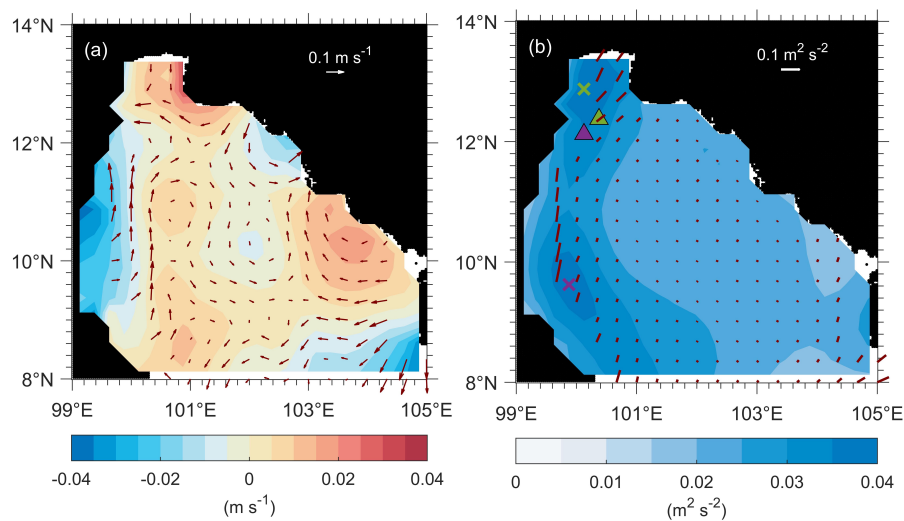 14°N
12°N
10°N
8°N
99°E 101°E 103°E 105°E
(a)
0.1 m s⁻¹
-0.04 -0.02 0 0.02 0.04
(m s⁻¹)
14°N
12°N
10°N
8°N
99°E 101°E 103°E 105°E
(b)
0.1 m² s⁻²
0 0.01 0.02 0.03 0.04
(m² s⁻²)